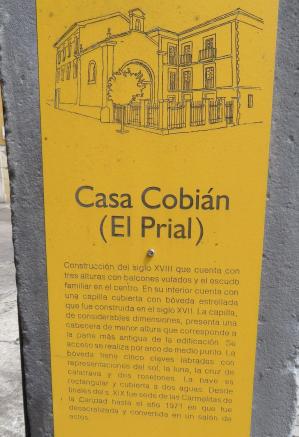 Casa Cobián
(El Prial)
Construcción del siglo XVIII que cuenta con
tres alturas con balcones volados y el escudo
familiar en el centro. En su interior cuenta con
una capilla cubierta con bóveda estrellada
que fue construida en el siglo XVII. La capilla,
de considerables dimensiones, presenta una
cabecera de menor altura que corresponde a
la parte más antigua de la edificación. Su
acceso se realiza por arco de medio punto. La
bóveda tiene cinco claves labradas con
representaciones del sol, la luna, la cruz de
calatrava y dos rosetones. La nave es
rectangular y cubierta a dos aguas. Desde
finales del s. XIX fue sede de las Carmelitas de
la Caridad hasta el año 1971 en que fue
desacralizada y convertida en salón de
actos.